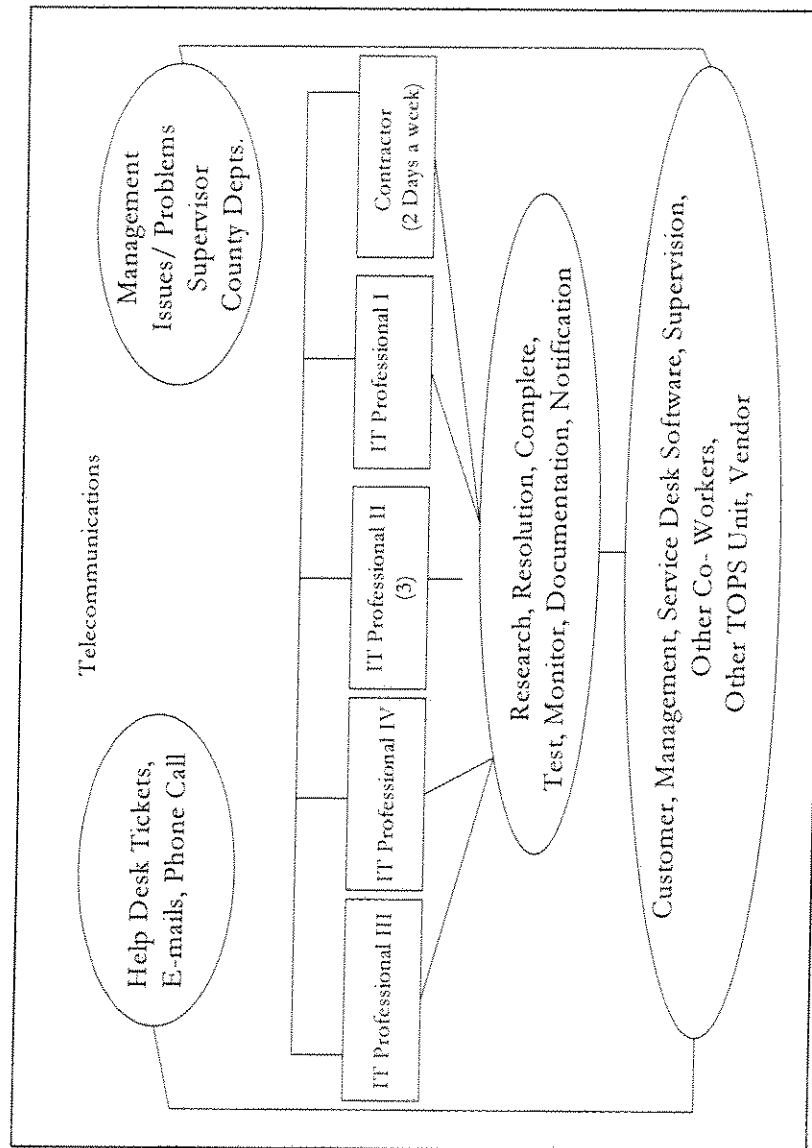 Telecommunications
Help Desk Tickets,
E-mails, Phone Call
Management
Issues/ Problems
Supervisor
County Depts.
IT Professional III
IT Professional IV
IT Professional II
(3)
IT Professional I
Contractor
(2 Days a week)
Research, Resolution, Complete,
Test, Monitor, Documentation, Notification
Customer, Management, Service Desk Software, Supervision,
Other Co- Workers,
Other TOPS Unit, Vendor